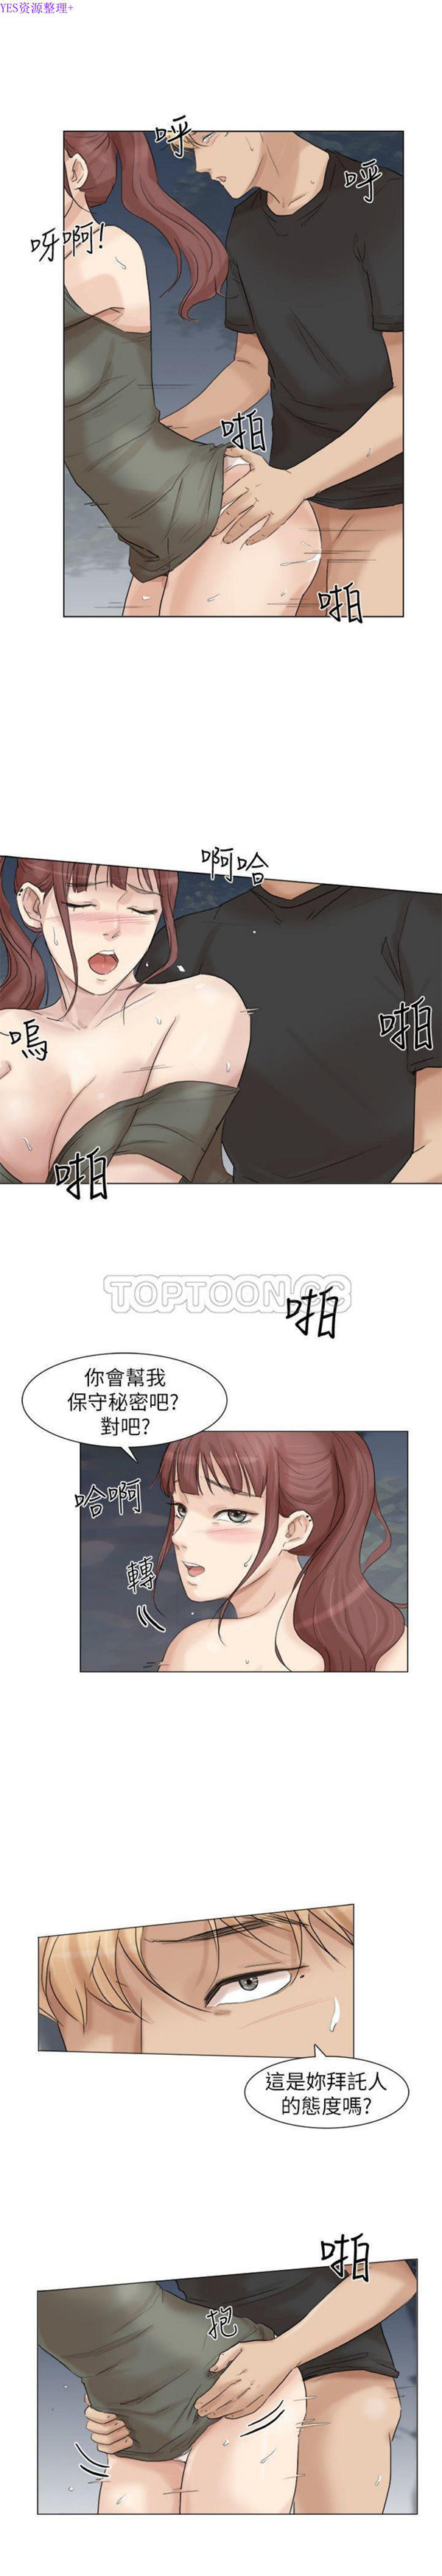 YES资源整理+
呼
呼
呀啊!
啪
啪
啊哈
啪
嗚
啪
TOPTOON.CC
啪
你會幫我
保守秘密吧?
對吧?
哈啊
轉
這是妳拜託人
的態度嗎?
啪
抱